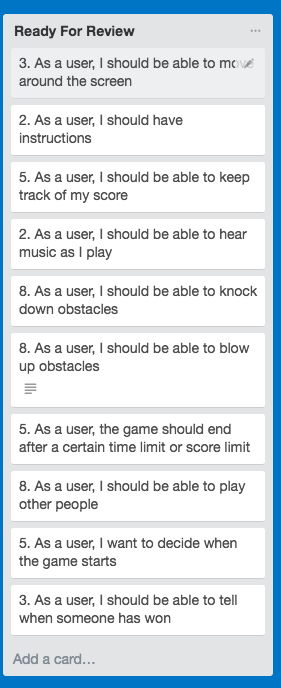 Ready For Review
3. As a user, I should be able to move
around the screen
2. As a user, I should have
instructions
5. As a user, I should be able to keep
track of my score
2. As a user, I should be able to hear
music as I play
8. As a user, I should be able to knock
down obstacles
8. As a user, I should be able to blow
up obstacles
5. As a user, the game should end
after a certain time limit or score limit
8. As a user, I should be able to play
other people
5. As a user, I want to decide when
the game starts
3. As a user, I should be able to tell
when someone has won
Add a card…